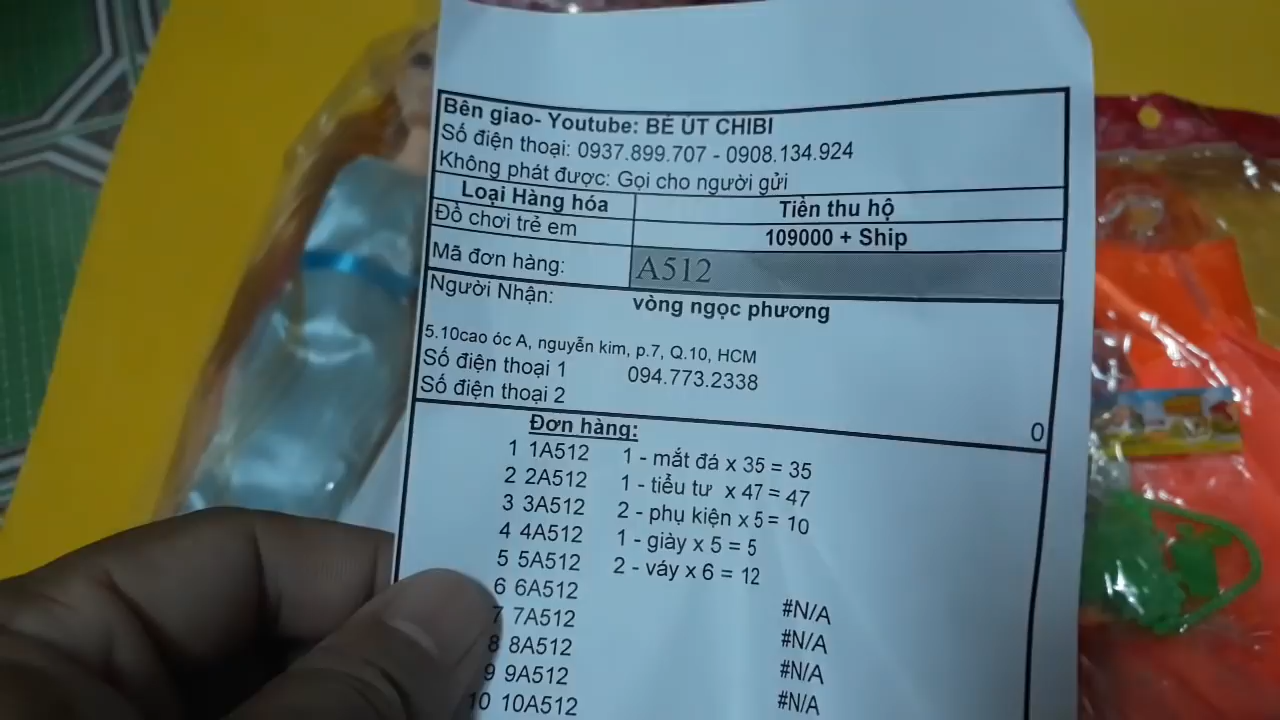 Bên giao- Youtube: BÉ ÚT CHIBI
Số điện thoại: 0937.899.707 - 0908.134.924
Không phát được: Gọi cho người gửi
Loại Hàng hóa Tiền thu hộ
Đồ chơi trẻ em 109000 + Ship
Mã đơn hàng: A512
Người Nhận: vòng ngọc phương
5.10cao óc A, nguyễn kim, p.7, Q.10, HCM
Số điện thoại 1 094.773.2338
Số điện thoại 2 0
Đơn hàng:
1 1A512 1 - mắt đá x 35 = 35
2 2A512 1 - tiểu tư x 47 = 47
3 3A512 2 - phụ kiện x 5 = 10
4 4A512 1 - giày x 5 = 5
5 5A512 2 - váy x 6 = 12
6 6A512 #N/A
7 7A512 #N/A
8 8A512 #N/A
9 9A512 #N/A
10 10A512